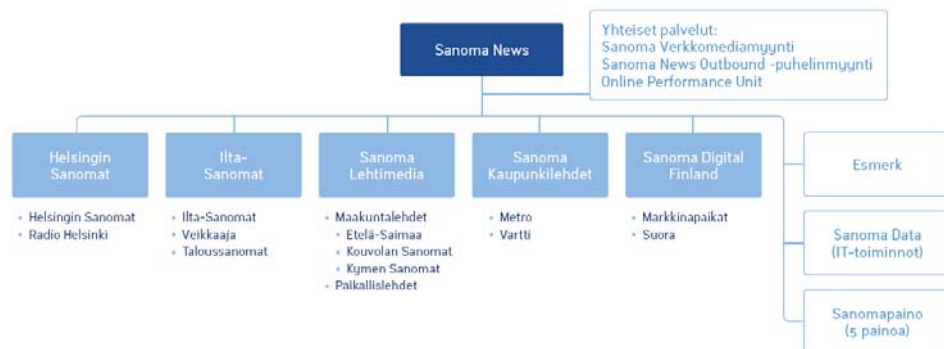 Sanoma News
Yhteiset palvelut:
Sanoma Verkkomediamyynti
Sanoma News Outbound -puhelinmyynti
Online Performance Unit
Helsingin
Sanomat
• Helsingin Sanomat
• Radio Helsinki
Ilta-
Sanomat
• Ilta-Sanomat
• Veikkaaja
• Taloussanomat
Sanoma
Lehtimedia
• Maakuntalehdet
• Etelä-Saimaa
• Kouvolan Sanomat
• Kymen Sanomat
• Paikallislehdet
Sanoma
Kaupunkilehdet
• Metro
• Vartti
Sanoma Digital
Finland
• Markkinapaikat
• Suora
Esmerk
Sanoma Data
(IT-toiminnot)
Sanomapaino
(5 painoa)